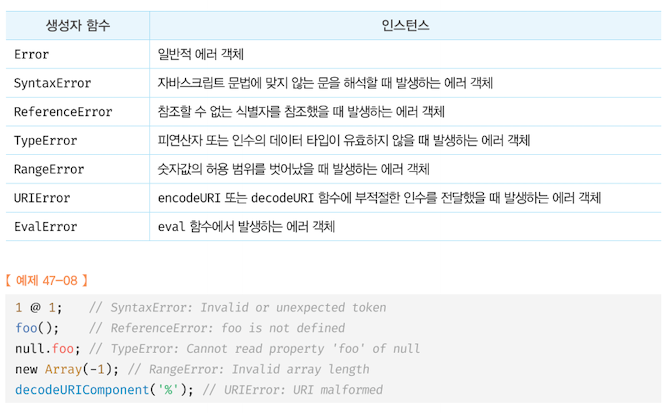 생성자 함수 인스턴스
Error 일반적 에러 객체
SyntaxError 자바스크립트 문법에 맞지 않는 문을 해석할 때 발생하는 에러 객체
ReferenceError 참조할 수 없는 식별자를 참조했을 때 발생하는 에러 객체
TypeError 피연산자 또는 인수의 데이터 타입이 유효하지 않을 때 발생하는 에러 객체
RangeError 숫자값의 허용 범위를 벗어났을 때 발생하는 에러 객체
URIError encodeURI 또는 decodeURI 함수에 부적절한 인수를 전달했을 때 발생하는 에러 객체
EvalError eval 함수에서 발생하는 에러 객체
【 예제 47-08 】
1 @ 1; // SyntaxError: Invalid or unexpected token
foo(); // ReferenceError: foo is not defined
null.foo; // TypeError: Cannot read property 'foo' of null
new Array(-1); // RangeError: Invalid array length
decodeURIComponent('%'); // URIError: URI malformed